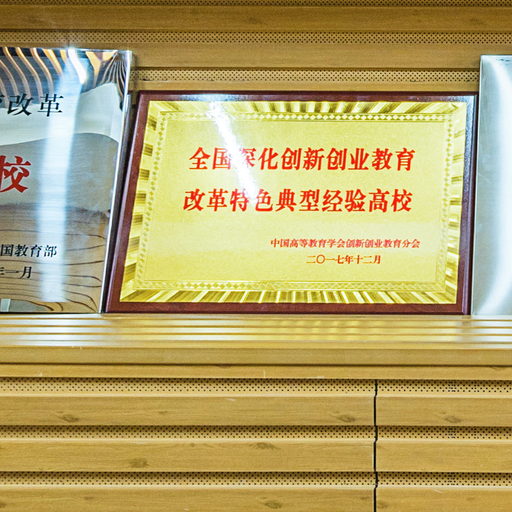 改革
校
国教育部
年一月
全国深化创新创业教育
改革特色典型经验高校
中国高等教育学会创新创业教育分会
二〇一七年十二月